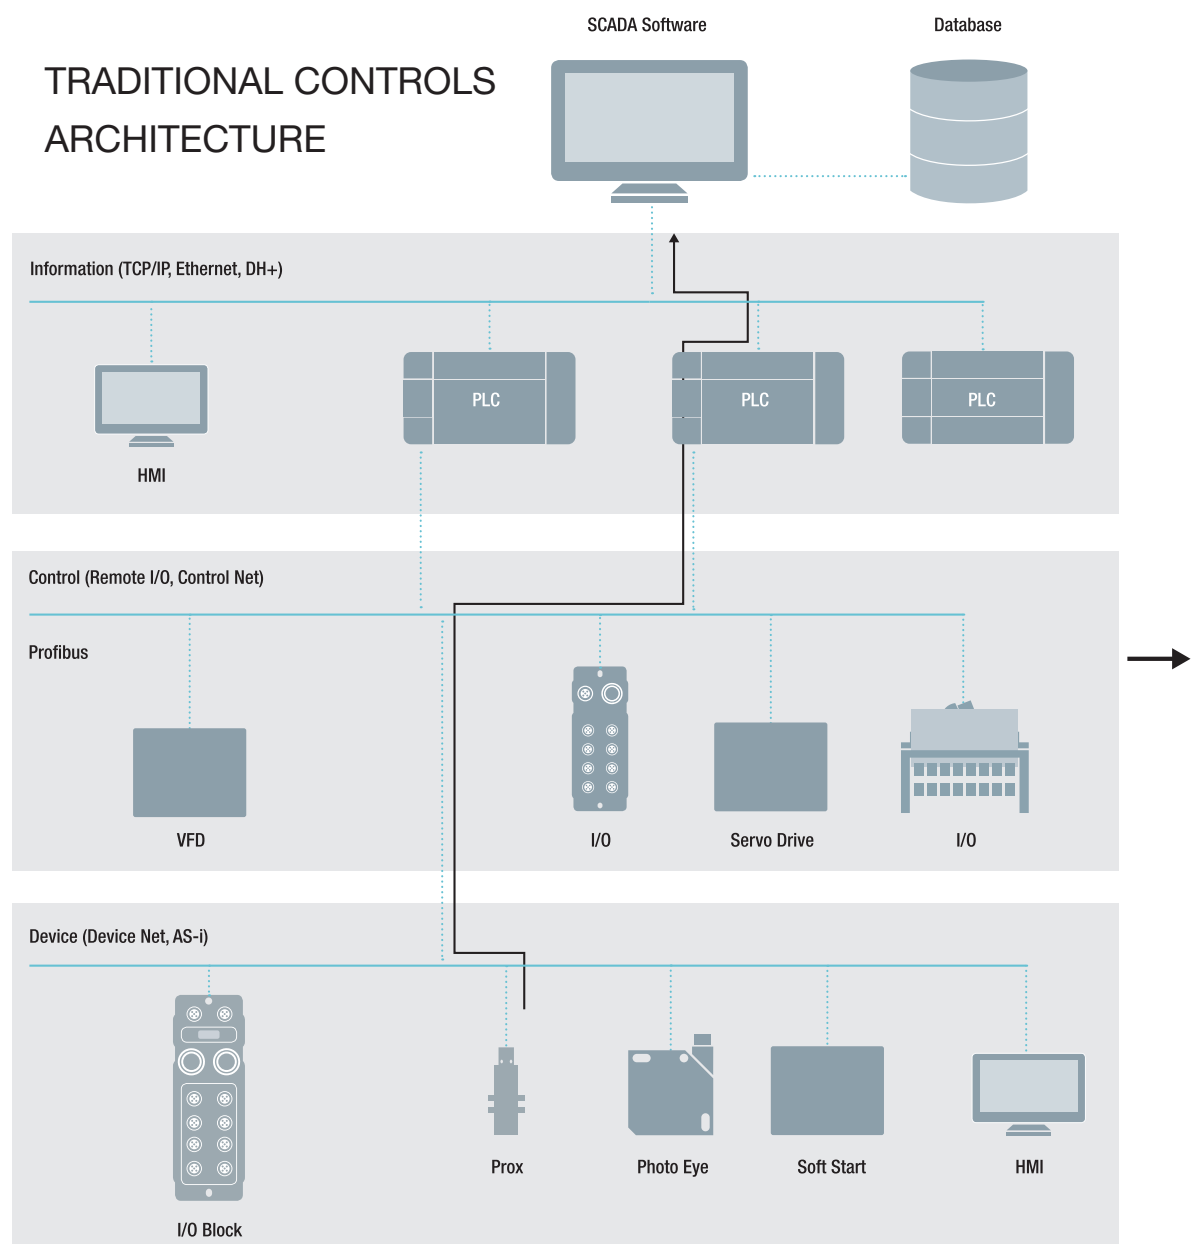 SCADA Software
Database
TRADITIONAL CONTROLS
ARCHITECTURE
Information (TCP/IP, Ethernet, DH+)
PLC
PLC
PLC
HMI
Control (Remote I/O, Control Net)
Profibus
VFD
I/O
Servo Drive
I/O
Device (Device Net, AS-i)
Prox
Photo Eye
Soft Start
HMI
I/O Block